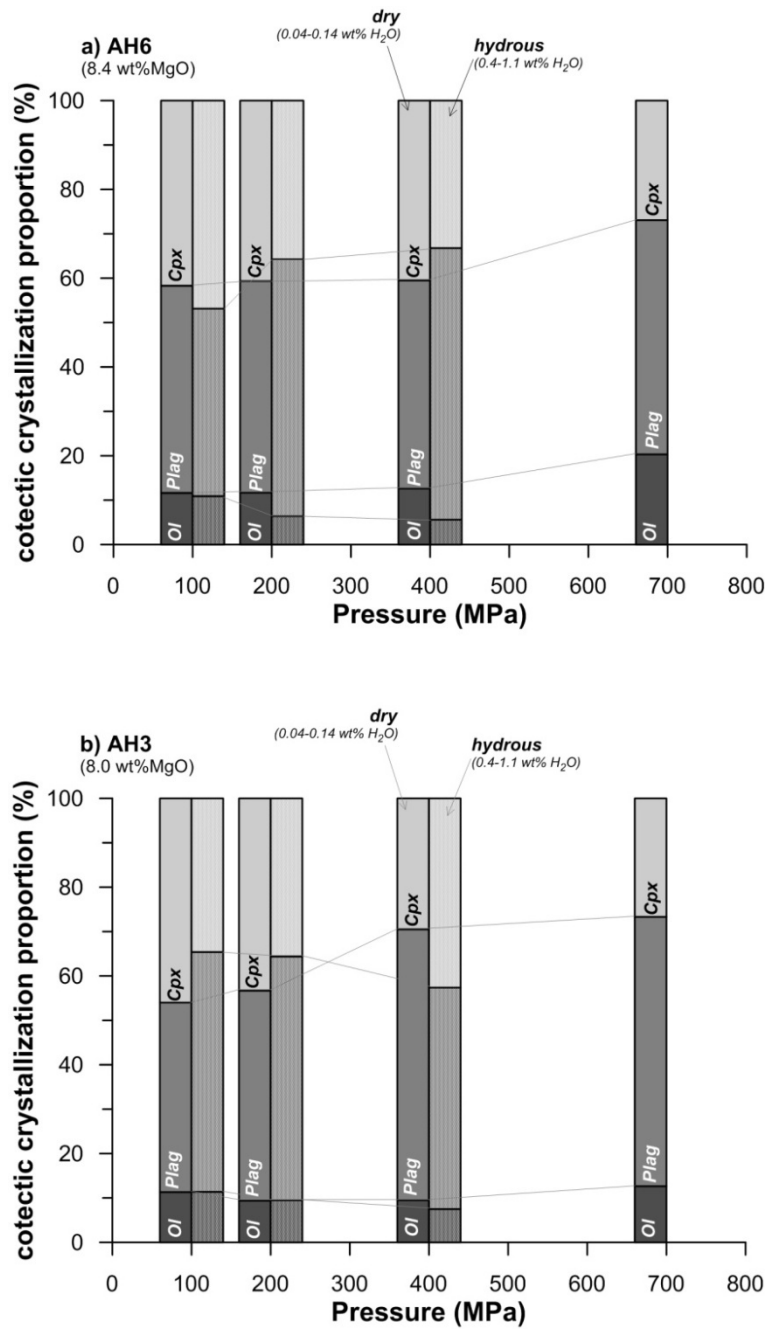 dry
(0.04-0.14 wt% H₂O)
hydrous
(0.4-1.1 wt% H₂O)
a) AH6
(8.4 wt%MgO)
cotectic crystallization proportion (%)
100
80
60
40
20
0
Cpx
Plag
Ol
Cpx
Plag
Ol
Cpx
Plag
Ol
Cpx
Plag
Ol
0 100 200 300 400 500 600 700 800
Pressure (MPa)
dry
(0.04-0.14 wt% H₂O)
hydrous
(0.4-1.1 wt% H₂O)
b) AH3
(8.0 wt%MgO)
cotectic crystallization proportion (%)
100
80
60
40
20
0
Cpx
Plag
Ol
Cpx
Plag
Ol
Cpx
Plag
Ol
Cpx
Plag
Ol
0 100 200 300 400 500 600 700 800
Pressure (MPa)